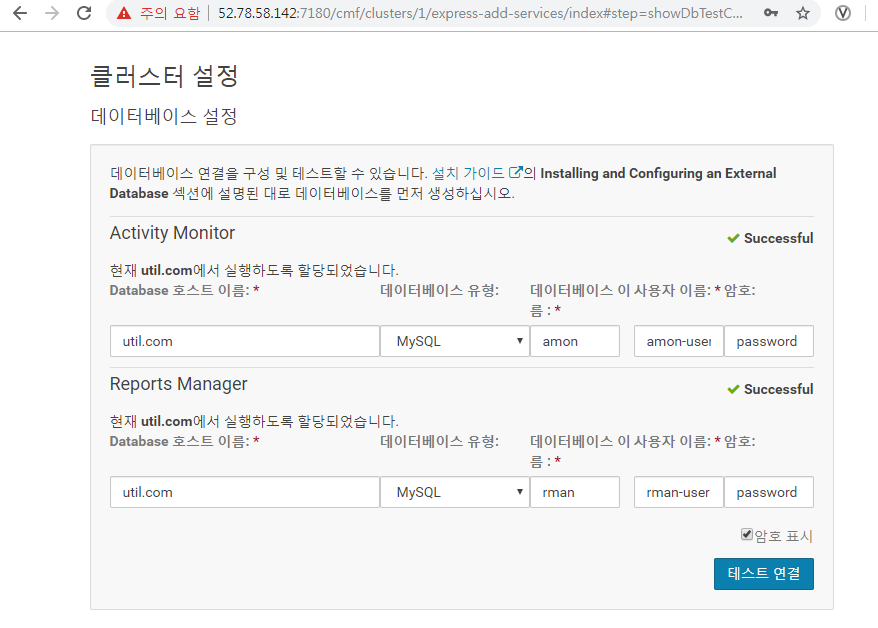 주의 요함 52.78.58.142:7180/cmf/clusters/1/express-add-services/index#step=showDbTestC...
클러스터 설정
데이터베이스 설정
데이터베이스 연결을 구성 및 테스트할 수 있습니다. 설치 가이드 의 Installing and Configuring an External
Database 섹션에 설명된 대로 데이터베이스를 먼저 생성하십시오.
Activity Monitor
Successful
현재 util.com에서 실행하도록 할당되었습니다.
Database 호스트 이름: * 데이터베이스 유형: 데이터베이스 이 사용자 이름: * 암호:
름 : *
util.com MySQL amon amon-user password
Reports Manager
Successful
현재 util.com에서 실행하도록 할당되었습니다.
Database 호스트 이름: * 데이터베이스 유형: 데이터베이스 이 사용자 이름: * 암호:
름 : *
util.com MySQL rman rman-user password
암호 표시
테스트 연결